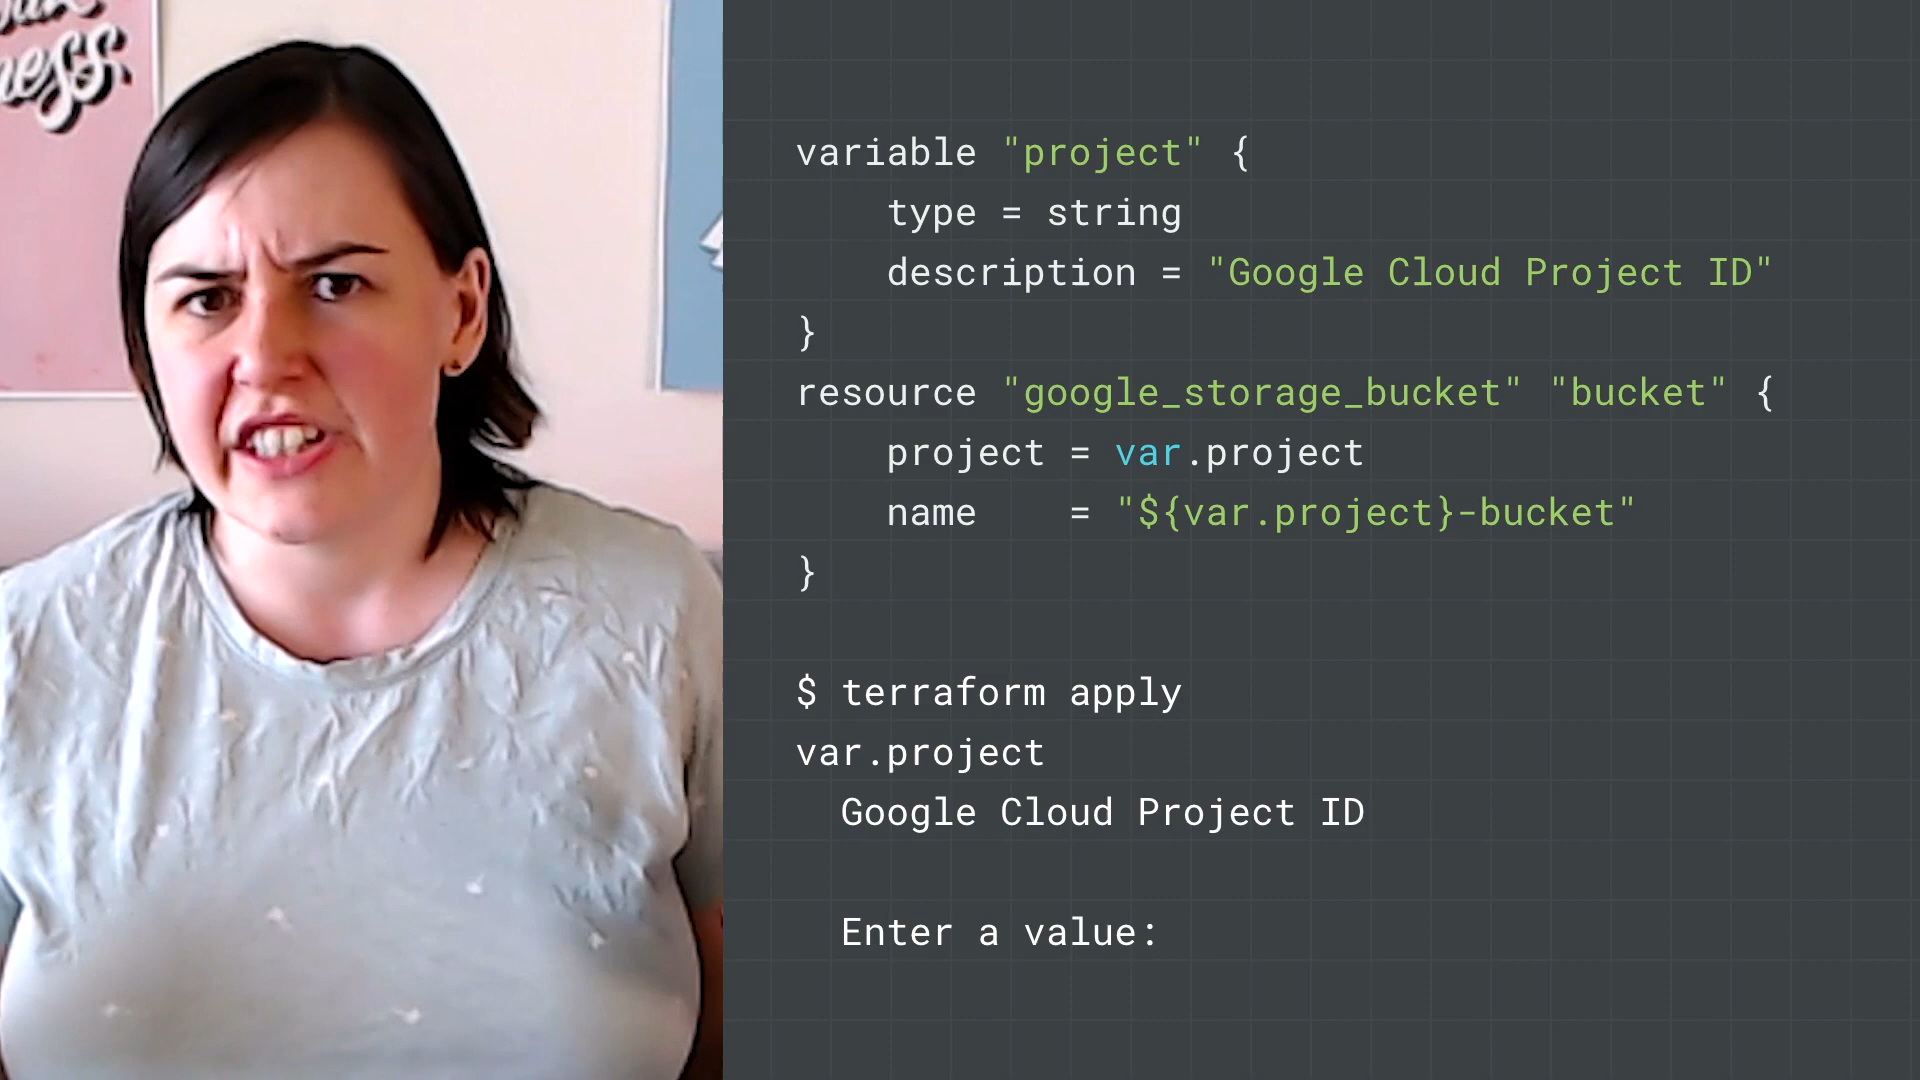 ness
variable "project" {
    type = string
    description = "Google Cloud Project ID"
}
resource "google_storage_bucket" "bucket" {
    project = var.project
    name    = "${var.project}-bucket"
}
$ terraform apply
var.project
  Google Cloud Project ID
  Enter a value: